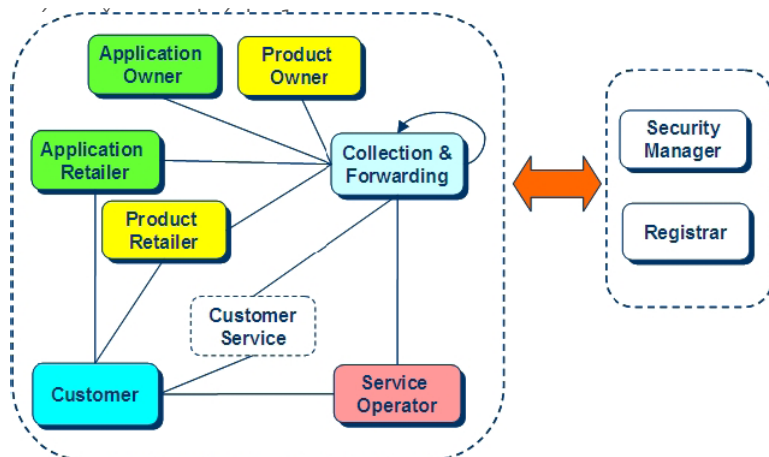 Application
Owner
Product
Owner
Application
Retailer
Collection &
Forwarding
Product
Retailer
Customer
Service
Customer
Service
Operator
Security
Manager
Registrar